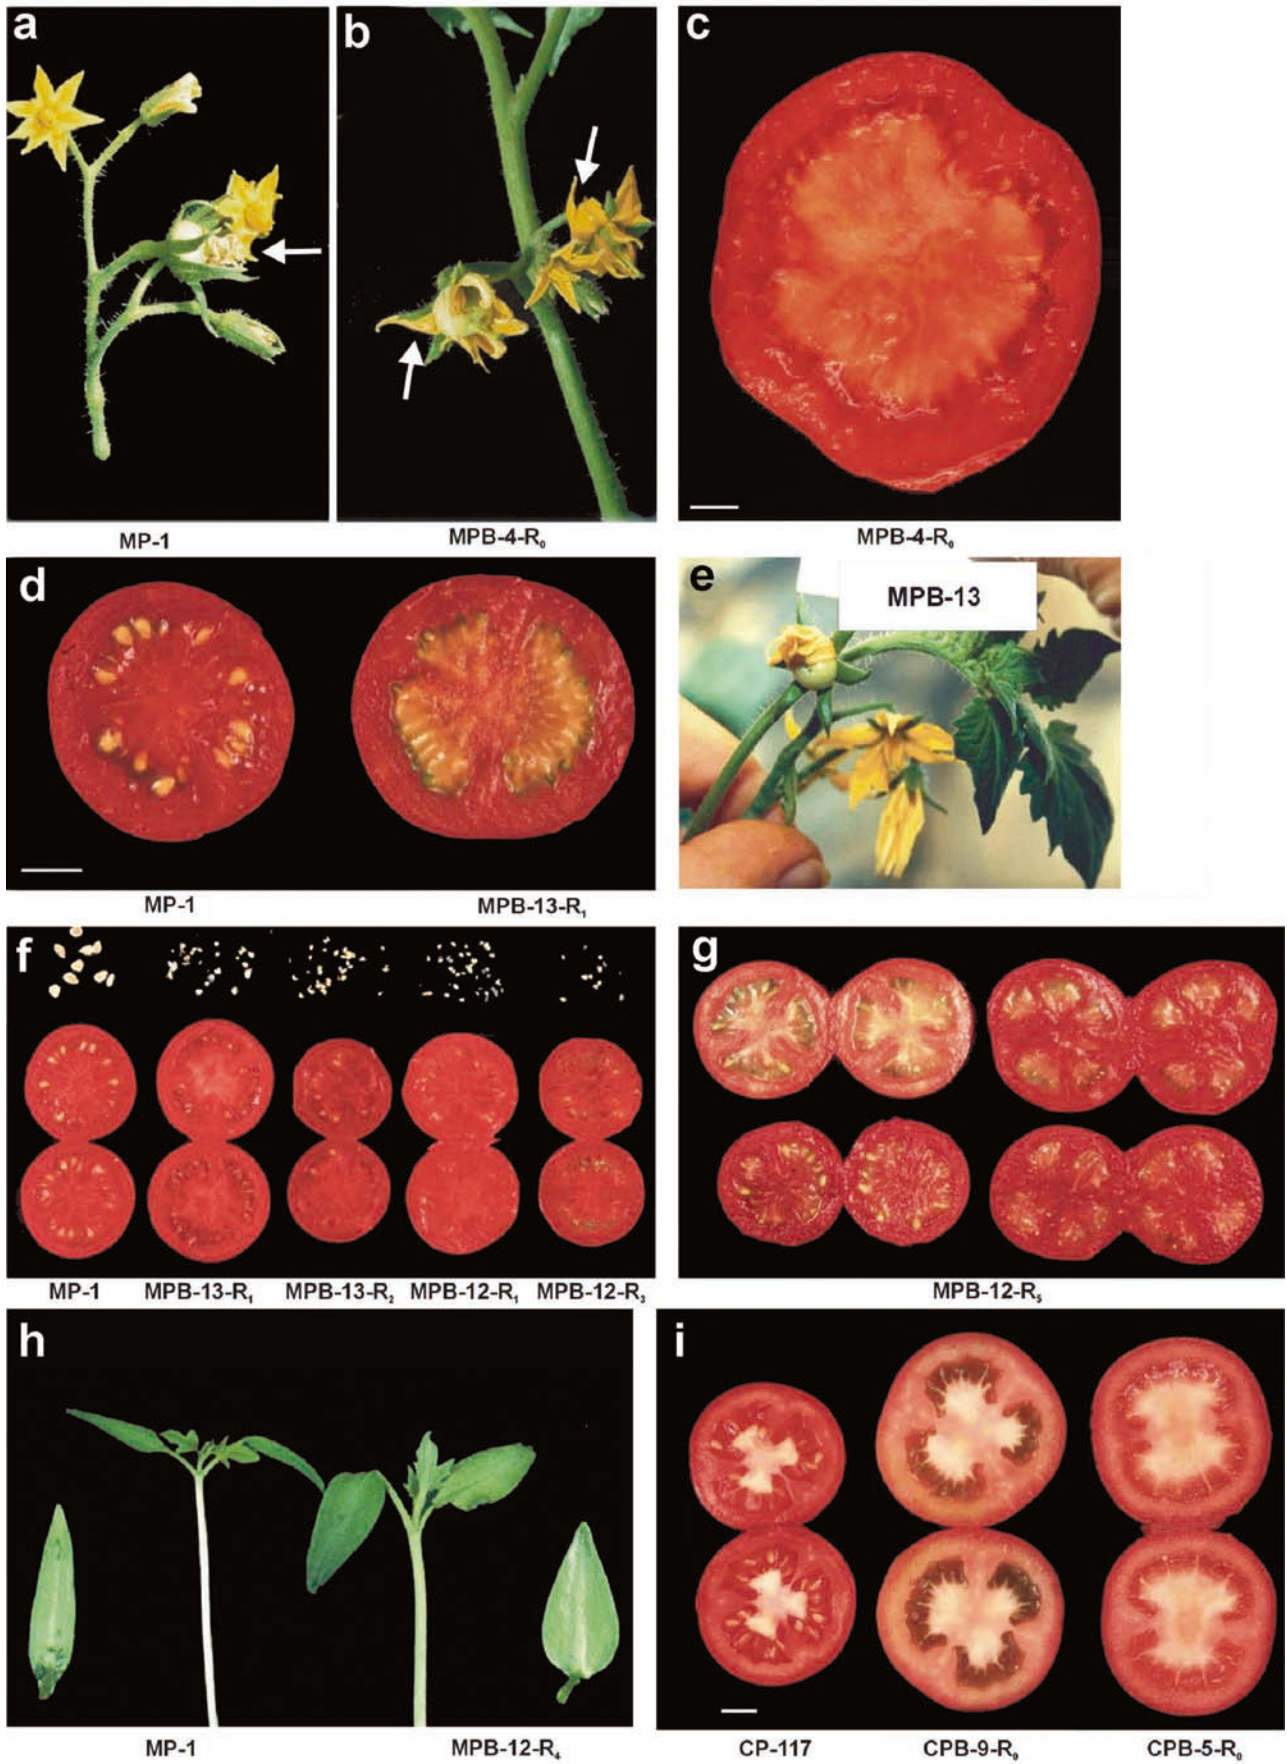 a
b
c
MP-1
MPB-4-R₀
MPB-4-R₀
d
e
MPB-13
MP-1
MPB-13-R₁
f
g
MP-1 MPB-13-R₁ MPB-13-R₂ MPB-12-R₁ MPB-12-R₃
MPB-12-R₅
h
i
MP-1
MPB-12-R₄
CP-117
CPB-9-R₀
CPB-5-R₀